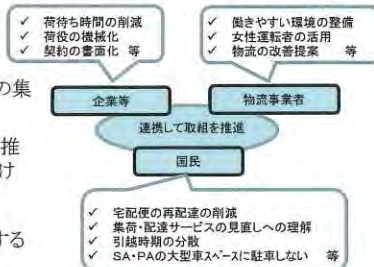 ✓ 荷待ち時間の削減
✓ 荷役の機械化
✓ 契約の書面化 等
✓ 働きやすい環境の整備
✓ 女性運転者の活用
✓ 物流の改善提案 等
の集
推
け
する
企業等
物流事業者
連携して取組を推進
国民
✓ 宅配便の再配達の削減
✓ 集荷・配達サービスの見直しへの理解
✓ 引越時期の分散
✓ SA・PAの大型車スペースに駐車しない 等